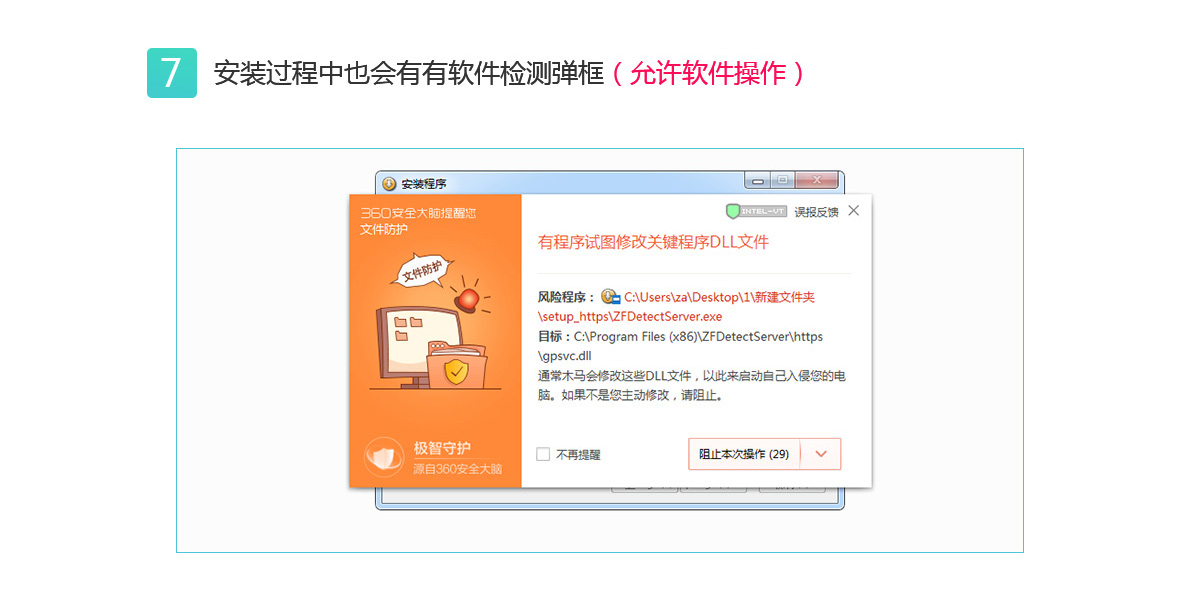 7 安装过程中也会有有软件检测弹框（允许软件操作）
安装程序
360安全大脑提醒您
文件防护
文件防护
极智守护
源自360安全大脑
INTEL-VT 误报反馈
有程序试图修改关键程序DLL文件
风险程序： C:\Users\za\Desktop\1\新建文件夹
\setup_https\ZFDetectServer.exe
目标：C:\Program Files (x86)\ZFDetectServer\https
\gpsvc.dll
通常木马会修改这些DLL文件，以此来启动自己入侵您的电
脑。如果不是您主动修改，请阻止。
不再提醒
阻止本次操作 (29)